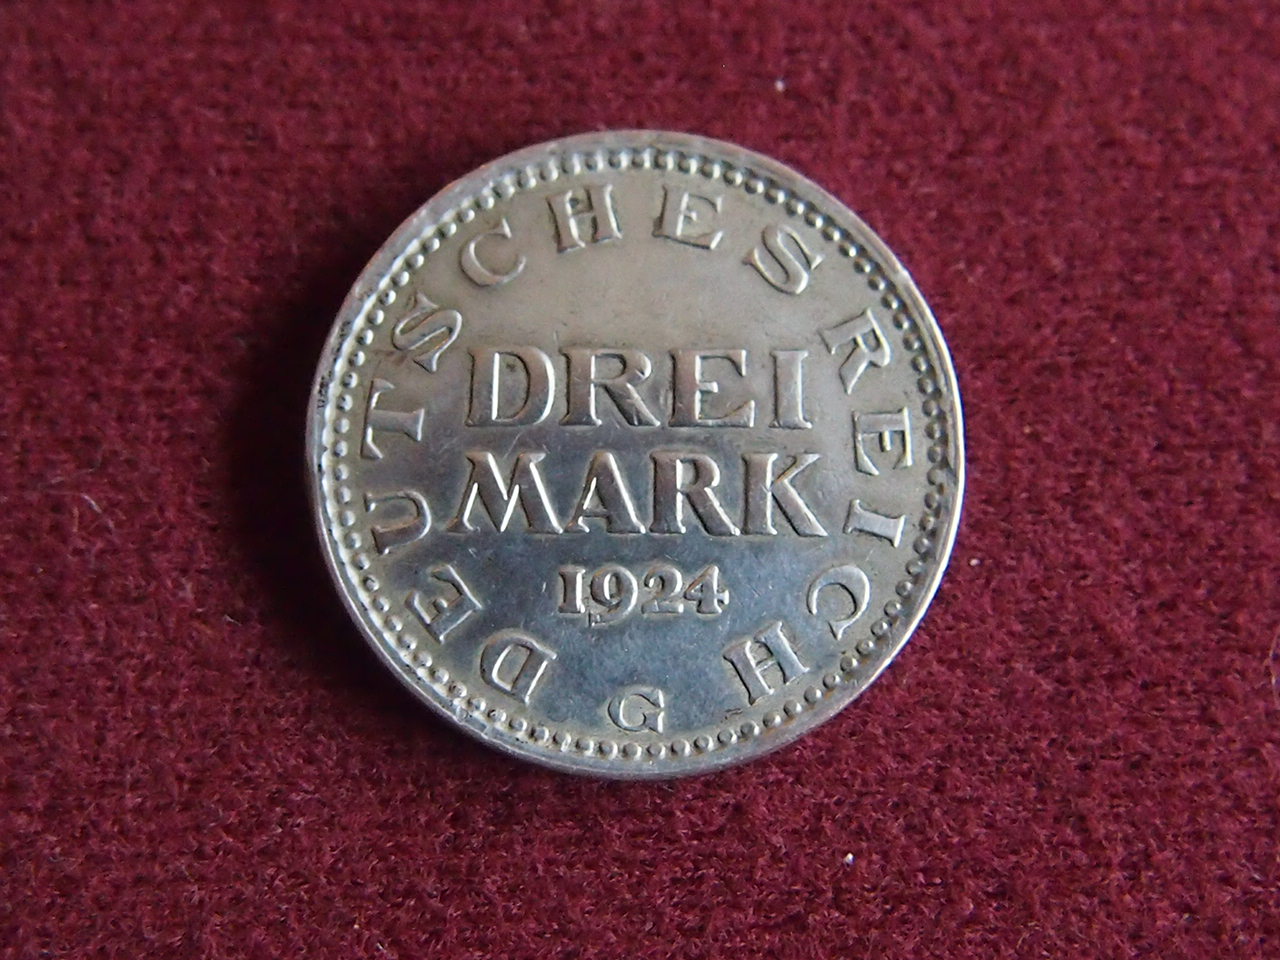 DEUTSCHES REICH
DREI
MARK
1924
G